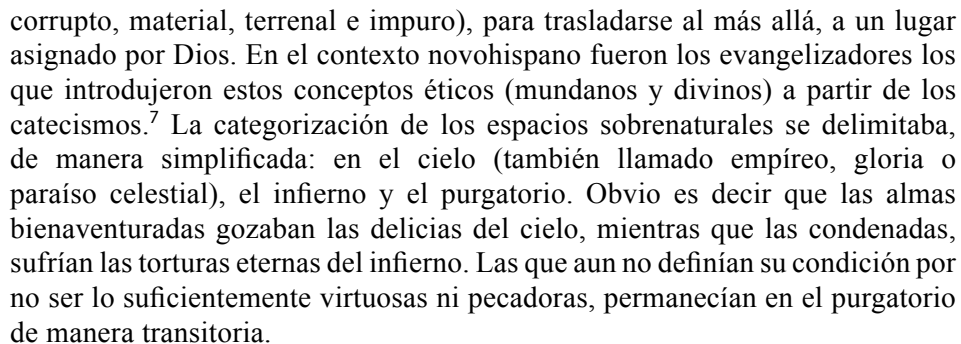 corrupto, material, terrenal e impuro), para trasladarse al más allá, a un lugar
asignado por Dios. En el contexto novohispano fueron los evangelizadores los
que introdujeron estos conceptos éticos (mundanos y divinos) a partir de los
catecismos.⁷ La categorización de los espacios sobrenaturales se delimitaba,
de manera simplificada: en el cielo (también llamado empíreo, gloria o
paraíso celestial), el infierno y el purgatorio. Obvio es decir que las almas
bienaventuradas gozaban las delicias del cielo, mientras que las condenadas,
sufrían las torturas eternas del infierno. Las que aun no definían su condición por
no ser lo suficientemente virtuosas ni pecadoras, permanecían en el purgatorio
de manera transitoria.